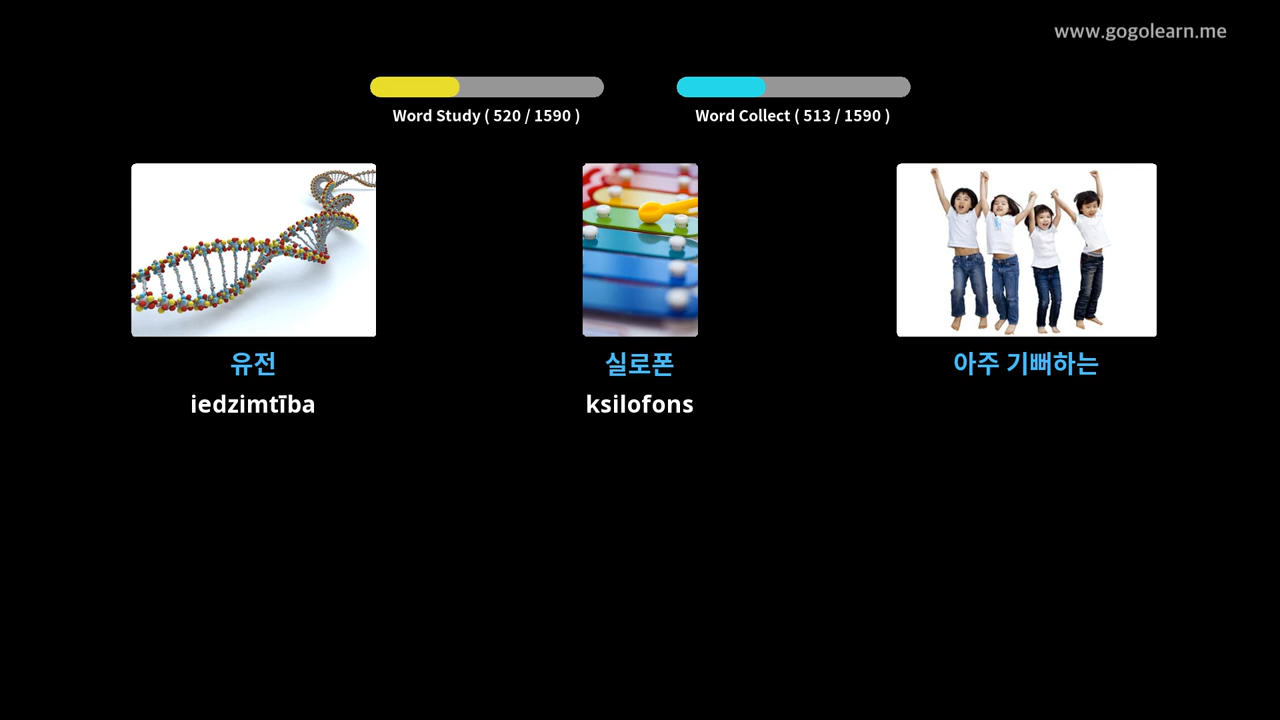 www.gogolearn.me
Word Study ( 520 / 1590 )
Word Collect ( 513 / 1590 )
유전
iedzimtība
실로폰
ksilofons
아주 기뻐하는